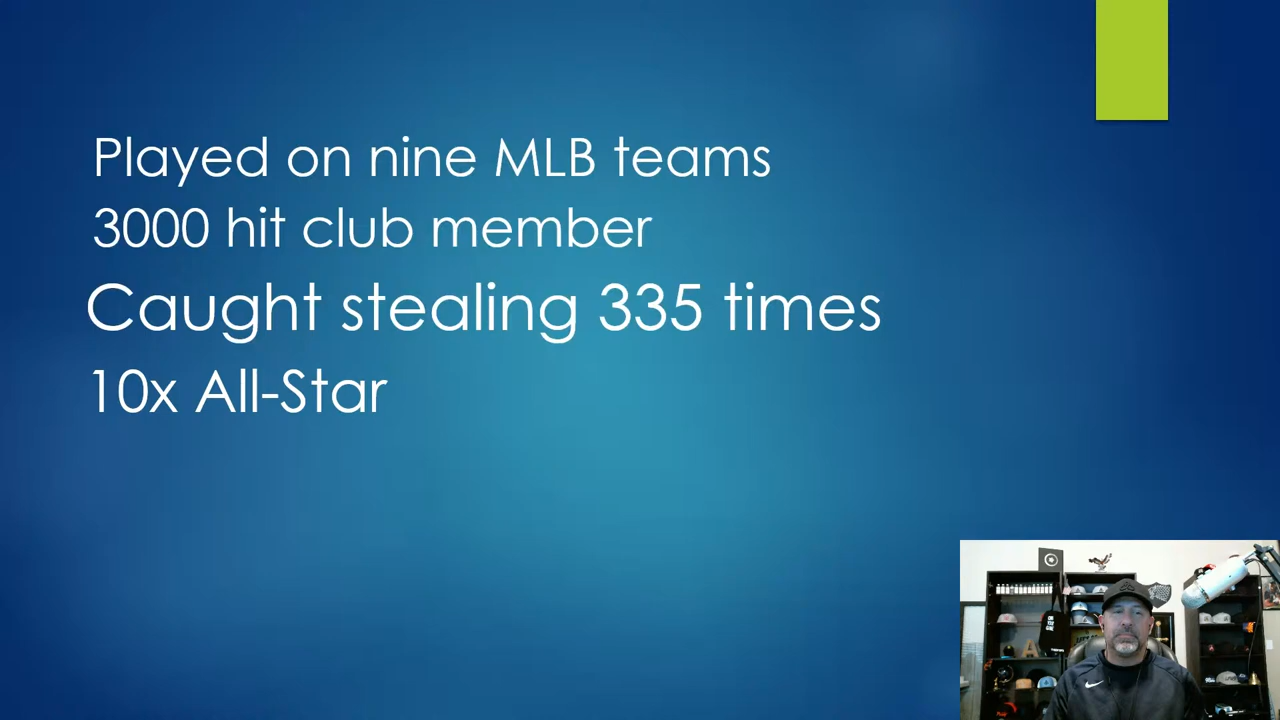 Played on nine MLB teams
3000 hit club member
Caught stealing 335 times
10x All-Star
A